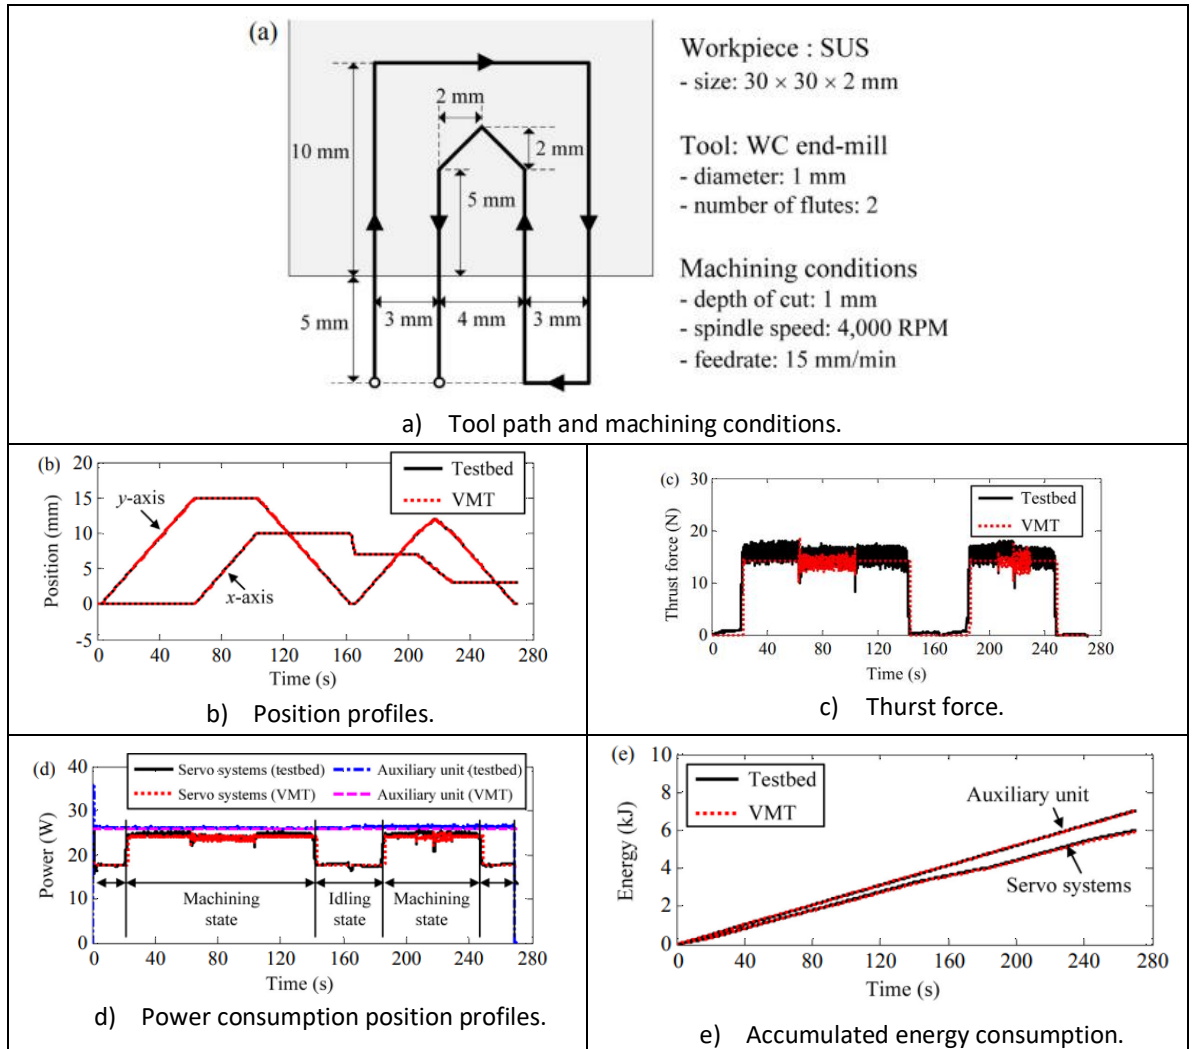 (a)
2 mm
10 mm
2 mm
5 mm
5 mm
3 mm
4 mm
3 mm
Workpiece : SUS
- size: 30 × 30 × 2 mm
Tool: WC end-mill
- diameter: 1 mm
- number of flutes: 2
Machining conditions
- depth of cut: 1 mm
- spindle speed: 4,000 RPM
- feedrate: 15 mm/min
a) Tool path and machining conditions.
(b)
Position (mm)
20
15
10
5
0
-5
y-axis
x-axis
Testbed
VMT
0 40 80 120 160 200 240 280
Time (s)
b) Position profiles.
(c)
Thrust force (N)
30
20
10
0
Testbed
VMT
0 40 80 120 160 200 240 280
Time (s)
c) Thurst force.
(d)
Power (W)
40
30
20
10
0
Servo systems (testbed)
Auxiliary unit (testbed)
Servo systems (VMT)
Auxiliary unit (VMT)
Machining state
Idling state
Machining state
0 40 80 120 160 200 240 280
Time (s)
d) Power consumption position profiles.
(e)
Energy (kJ)
10
8
6
4
2
0
Testbed
VMT
Auxiliary unit
Servo systems
0 40 80 120 160 200 240 280
Time (s)
e) Accumulated energy consumption.